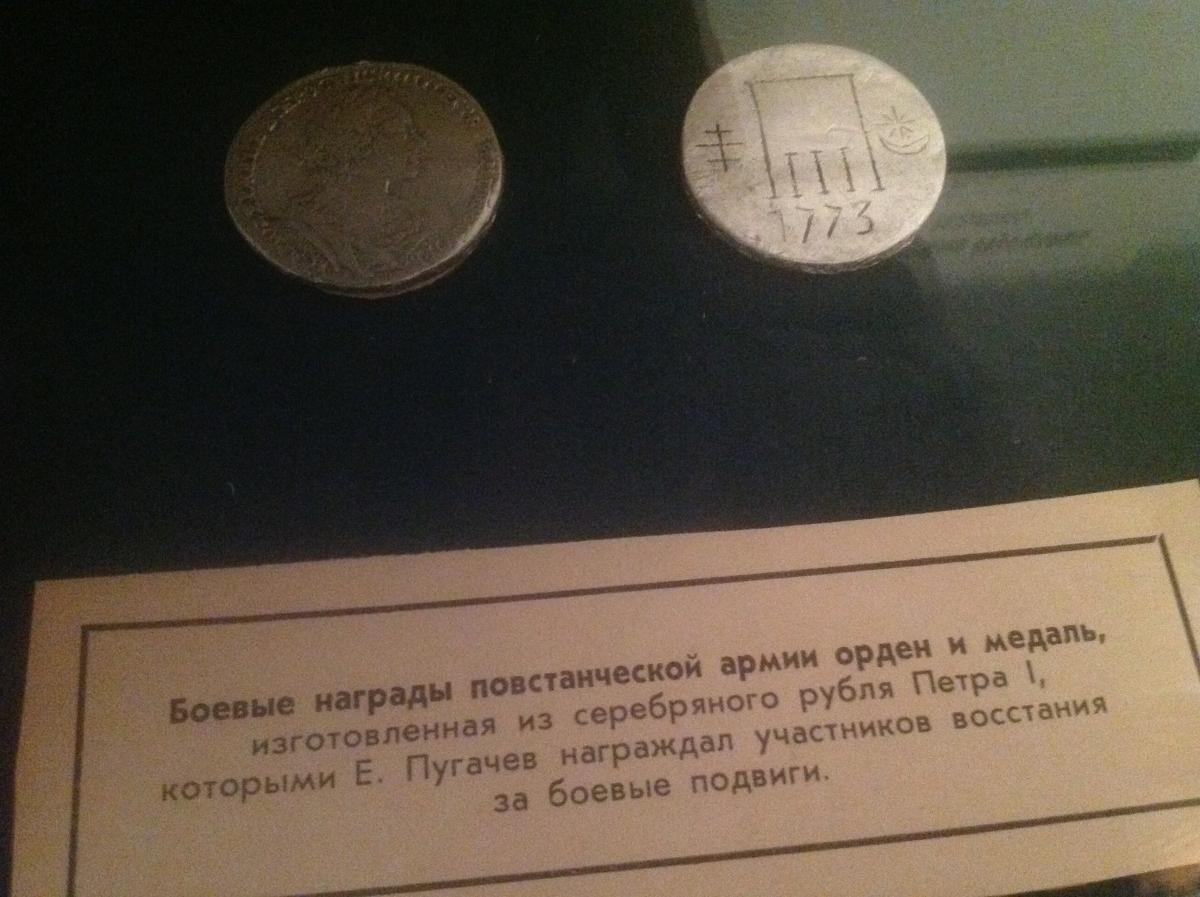 1773
Боевые награды повстанческой армии орден и медаль,
изготовленная из серебряного рубля Петра I,
которыми Е. Пугачев награждал участников восстания
за боевые подвиги.